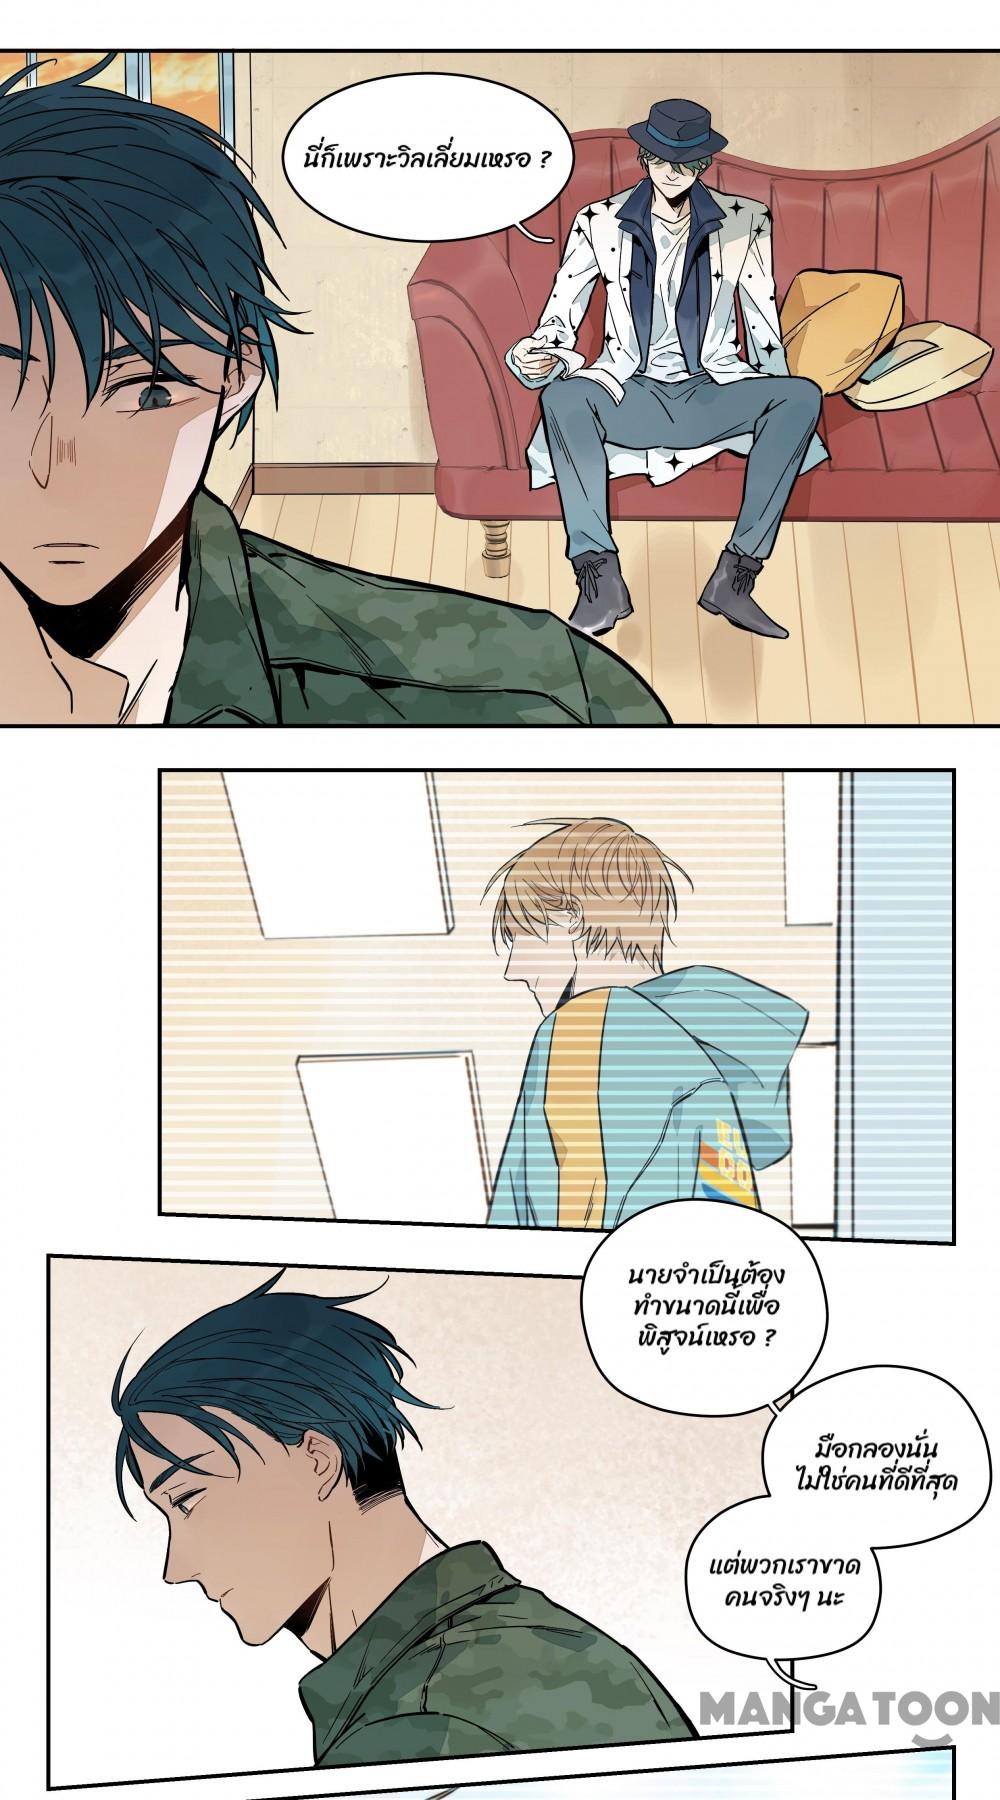 นี่ก็เพราะวิลเลี่ยมเหรอ ?
นายจำเป็นต้อง
ทำขนาดนี้เพื่อ
พิสูจน์เหรอ ?
มือกลองนั่น
ไม่ใช่คนที่ดีที่สุด
แต่พวกเราขาด
คนจริงๆ นะ
MANGATOON